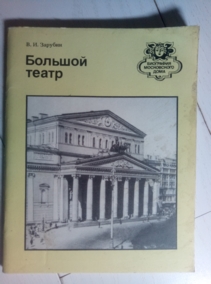 В. И. Зарубин
Большой
театр
БИОГРАФИЯ
МОСКОВСКОГО
ДОМА